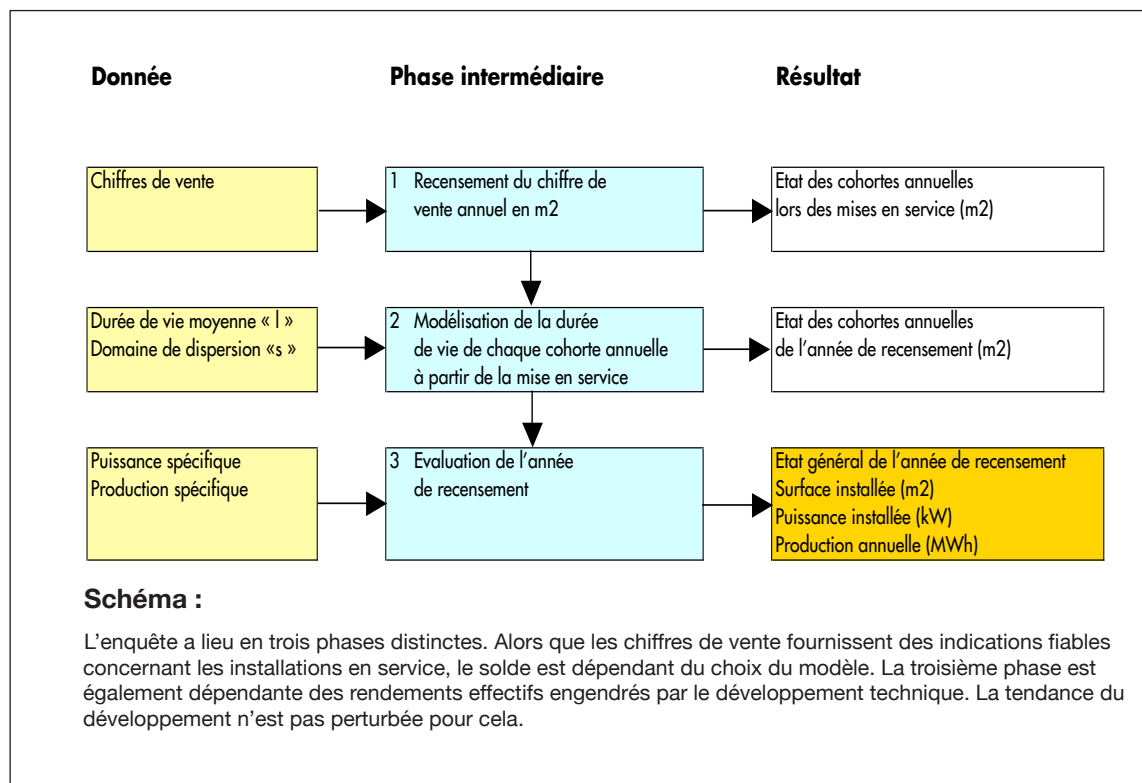 Donnée
Phase intermédiaire
Résultat
Chiffres de vente
1 Recensement du chiffre de
vente annuel en m2
Etat des cohortes annuelles
lors des mises en service (m2)
Durée de vie moyenne « l »
Domaine de dispersion «s »
2 Modélisation de la durée
de vie de chaque cohorte annuelle
à partir de la mise en service
Etat des cohortes annuelles
de l'année de recensement (m2)
Puissance spécifique
Production spécifique
3 Evaluation de l'année
de recensement
Etat général de l'année de recensement
Surface installée (m2)
Puissance installée (kW)
Production annuelle (MWh)
Schéma :
L'enquête a lieu en trois phases distinctes. Alors que les chiffres de vente fournissent des indications fiables
concernant les installations en service, le solde est dépendant du choix du modèle. La troisième phase est
également dépendante des rendements effectifs engendrés par le développement technique. La tendance du
développement n'est pas perturbée pour cela.